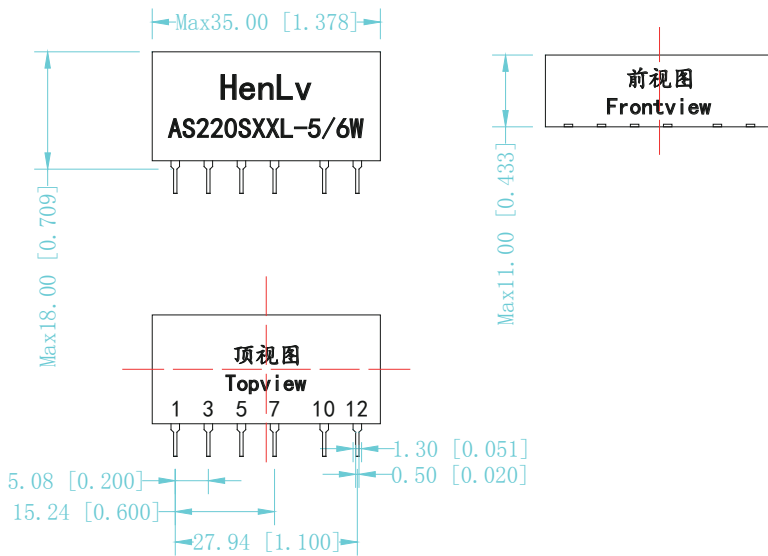 Max35.00 [1.378]
HenLv
AS220SXXL-5/6W
Max18.00 [0.709]
前视图
Frontview
Max11.00 [0.433]
顶视图
Topview
1 3 5 7 10 12
1.30 [0.051]
0.50 [0.020]
5.08 [0.200]
15.24 [0.600]
27.94 [1.100]